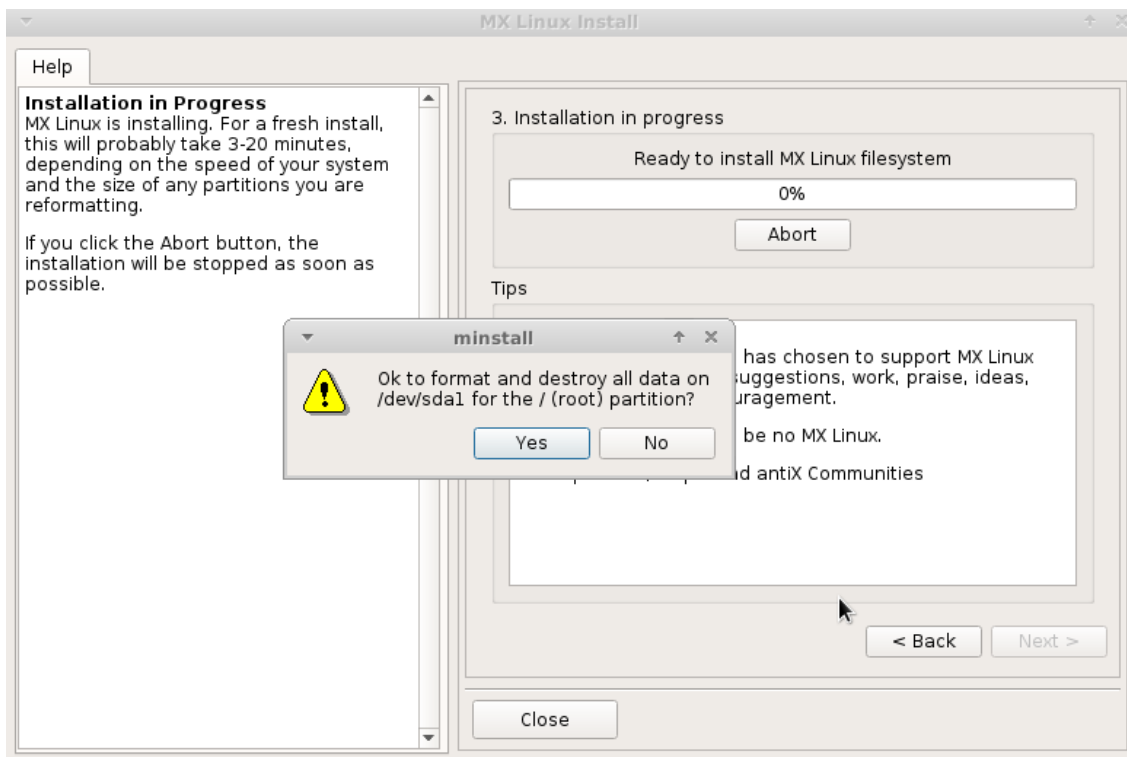 MX Linux Install
Help
Installation in Progress
MX Linux is installing. For a fresh install,
this will probably take 3-20 minutes,
depending on the speed of your system
and the size of any partitions you are
reformatting.
If you click the Abort button, the
installation will be stopped as soon as
possible.
3. Installation in progress
Ready to install MX Linux filesystem
0%
Abort
Tips
has chosen to support MX Linux
suggestions, work, praise, ideas,
be no MX Linux.
antiX Communities
minstall
Ok to format and destroy all data on
/dev/sda1 for the / (root) partition?
Yes
No
< Back
Next >
Close